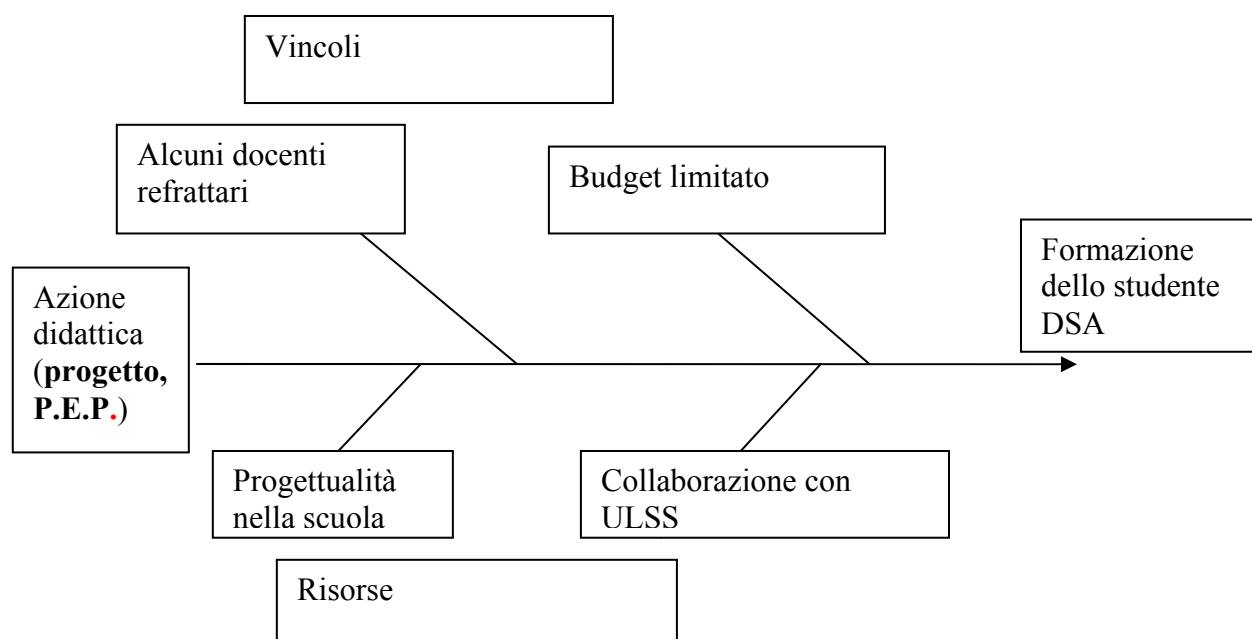 Vincoli
Alcuni docenti
refrattari
Budget limitato
Formazione
dello studente
DSA
Azione
didattica
(progetto,
P.E.P.)
Progettualità
nella scuola
Collaborazione con
ULSS
Risorse